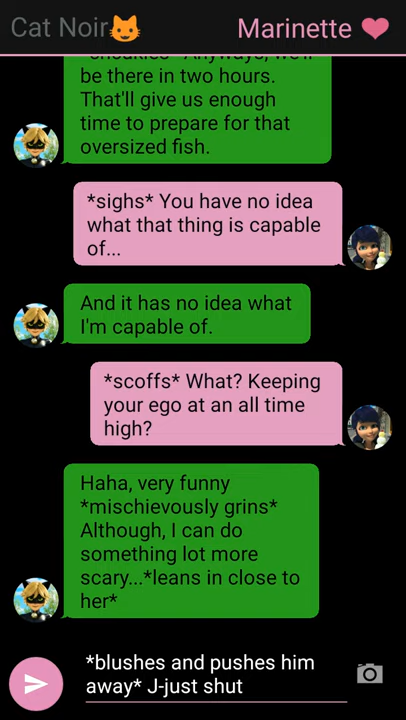 Cat Noir😺 Marinette ❤
Anyways, we'll
be there in two hours.
That'll give us enough
time to prepare for that
oversized fish.
*sighs* You have no idea
what that thing is capable
of...
And it has no idea what
I'm capable of.
*scoffs* What? Keeping
your ego at an all time
high?
Haha, very funny
*mischievously grins*
Although, I can do
something lot more
scary...*leans in close to
her*
*blushes and pushes him
away* J-just shut